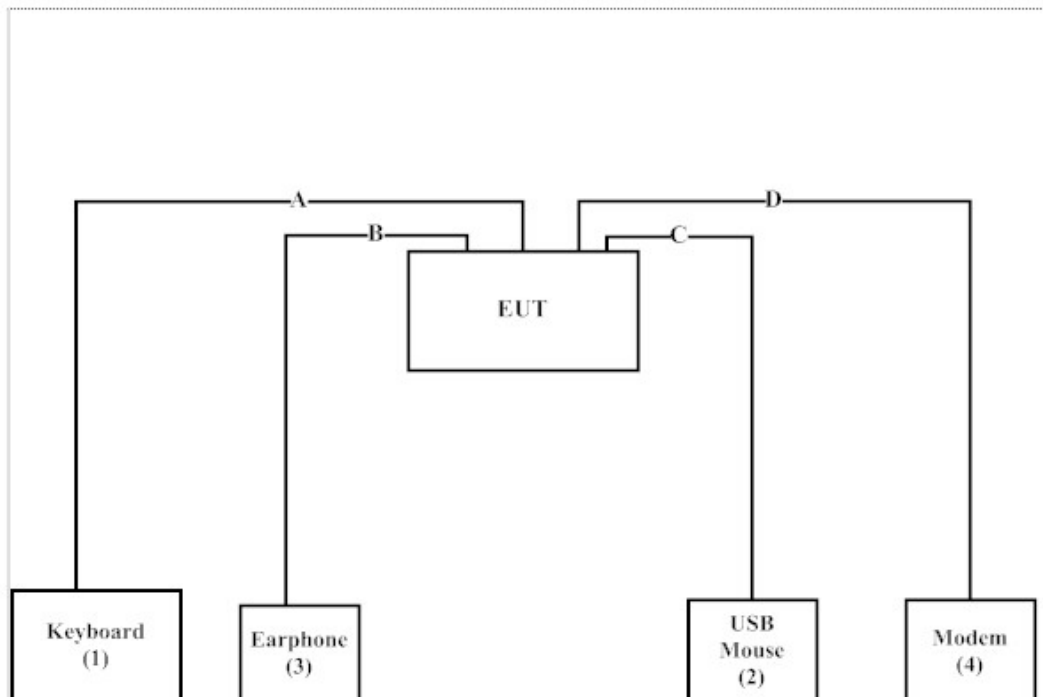 A
D
B
C
EUT
Keyboard
(1)
Earphone
(3)
USB
Mouse
(2)
Modem
(4)